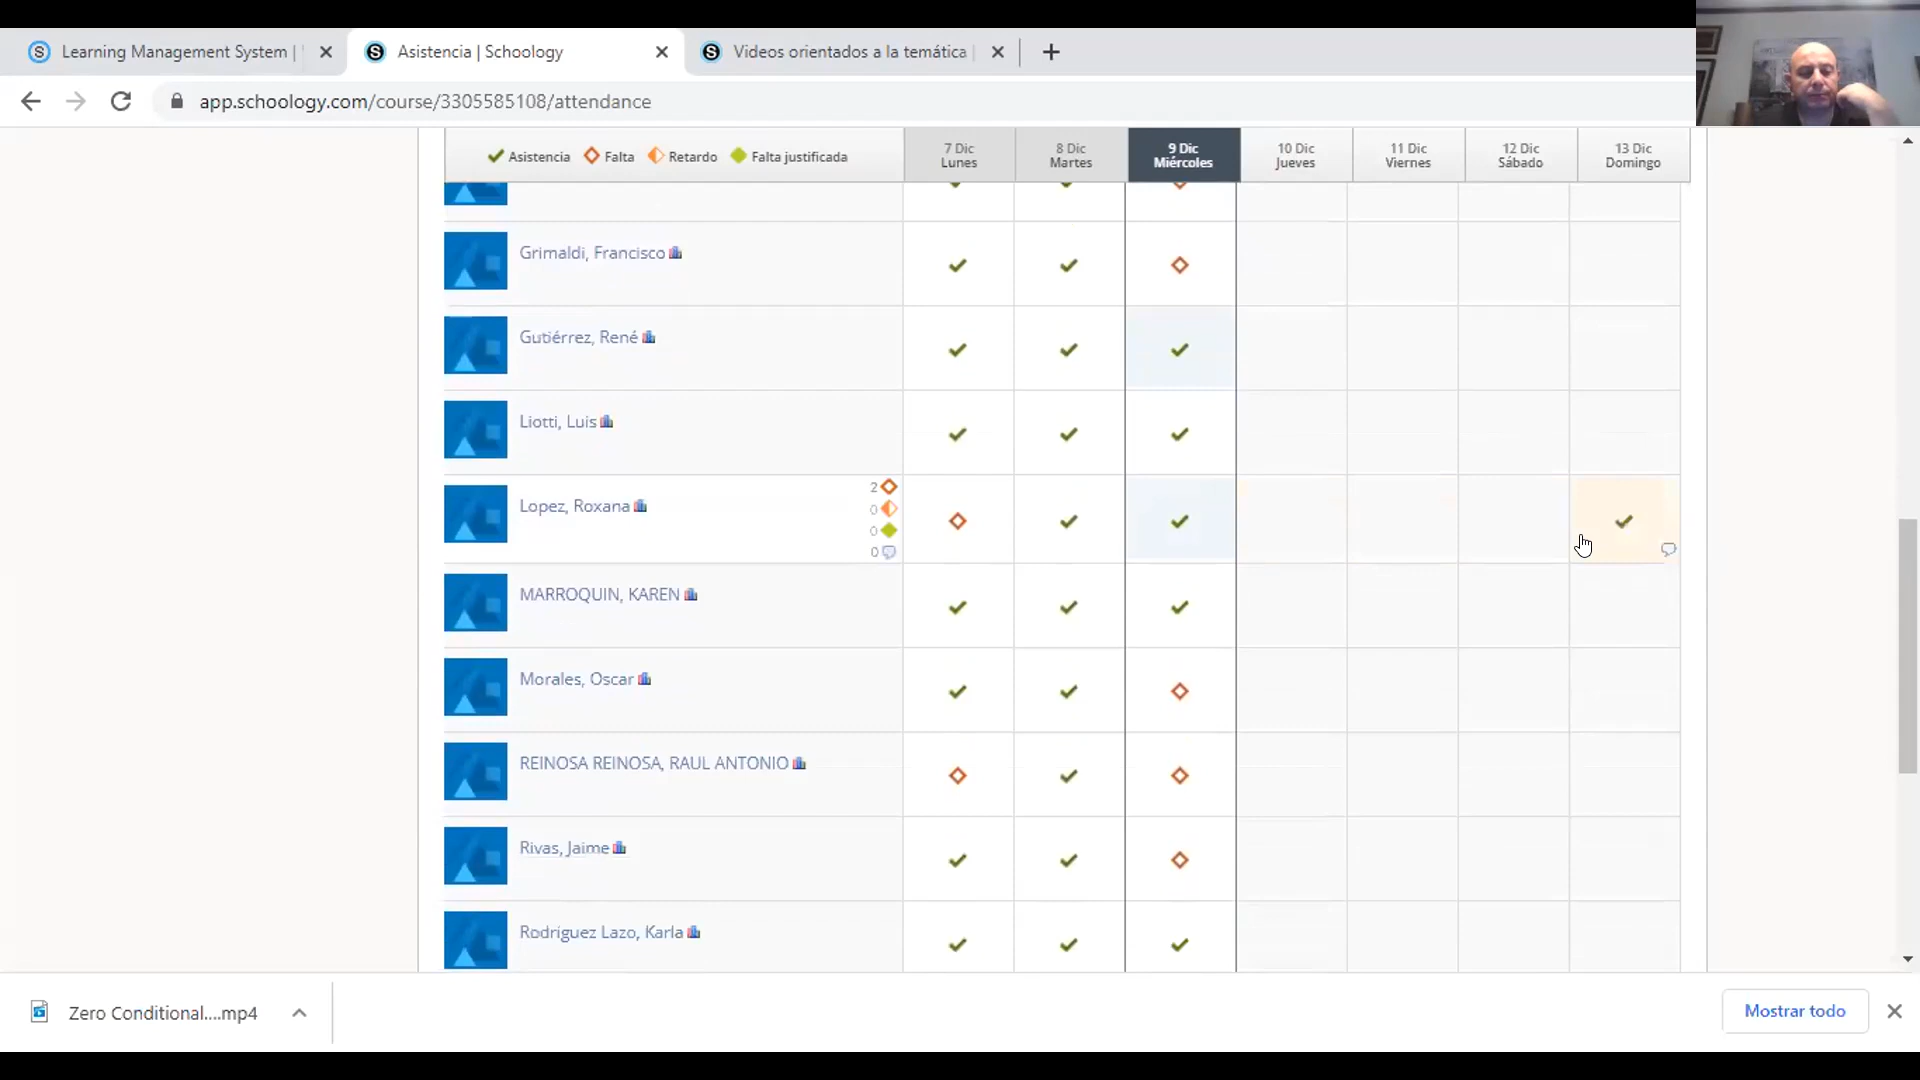 Learning Management System |
Asistencia | Schoology
Videos orientados a la temática |
app.schoology.com/course/3305585108/attendance
Asistencia Falta Retardo Falta justificada
7 Dic Lunes
8 Dic Martes
9 Dic Miércoles
10 Dic Jueves
11 Dic Viernes
12 Dic Sábado
13 Dic Domingo
Grimaldi, Francisco
Gutiérrez, René
Liotti, Luis
Lopez, Roxana
2
0
0
0
MARROQUIN, KAREN
Morales, Oscar
REINOSA REINOSA, RAUL ANTONIO
Rivas, Jaime
Rodríguez Lazo, Karla
Zero Conditional....mp4
Mostrar todo